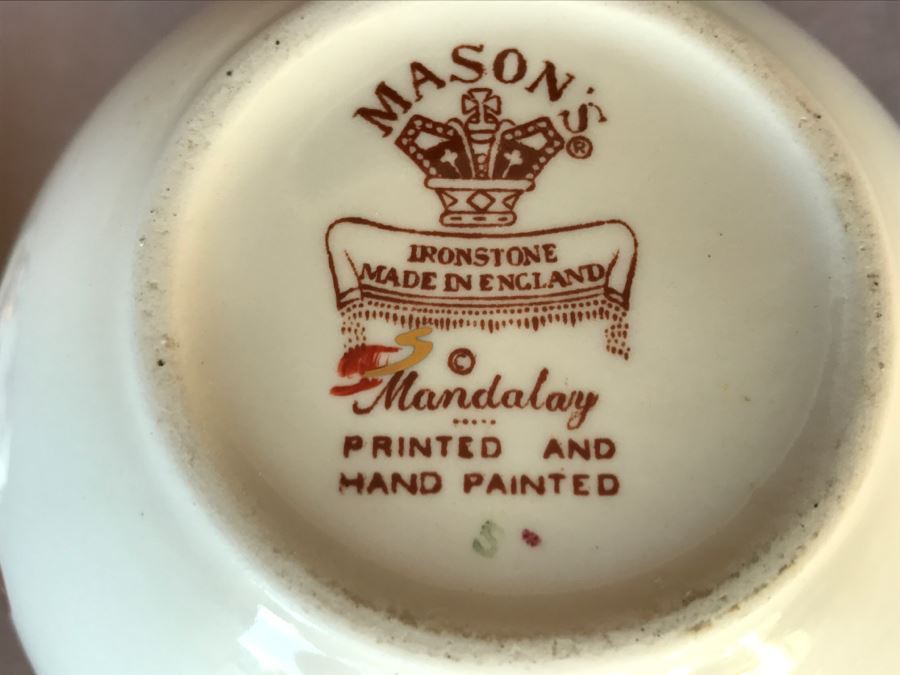 MASON'S ®
IRONSTONE
MADE IN ENGLAND
S ©
Mandalay
PRINTED AND
HAND PAINTED
S